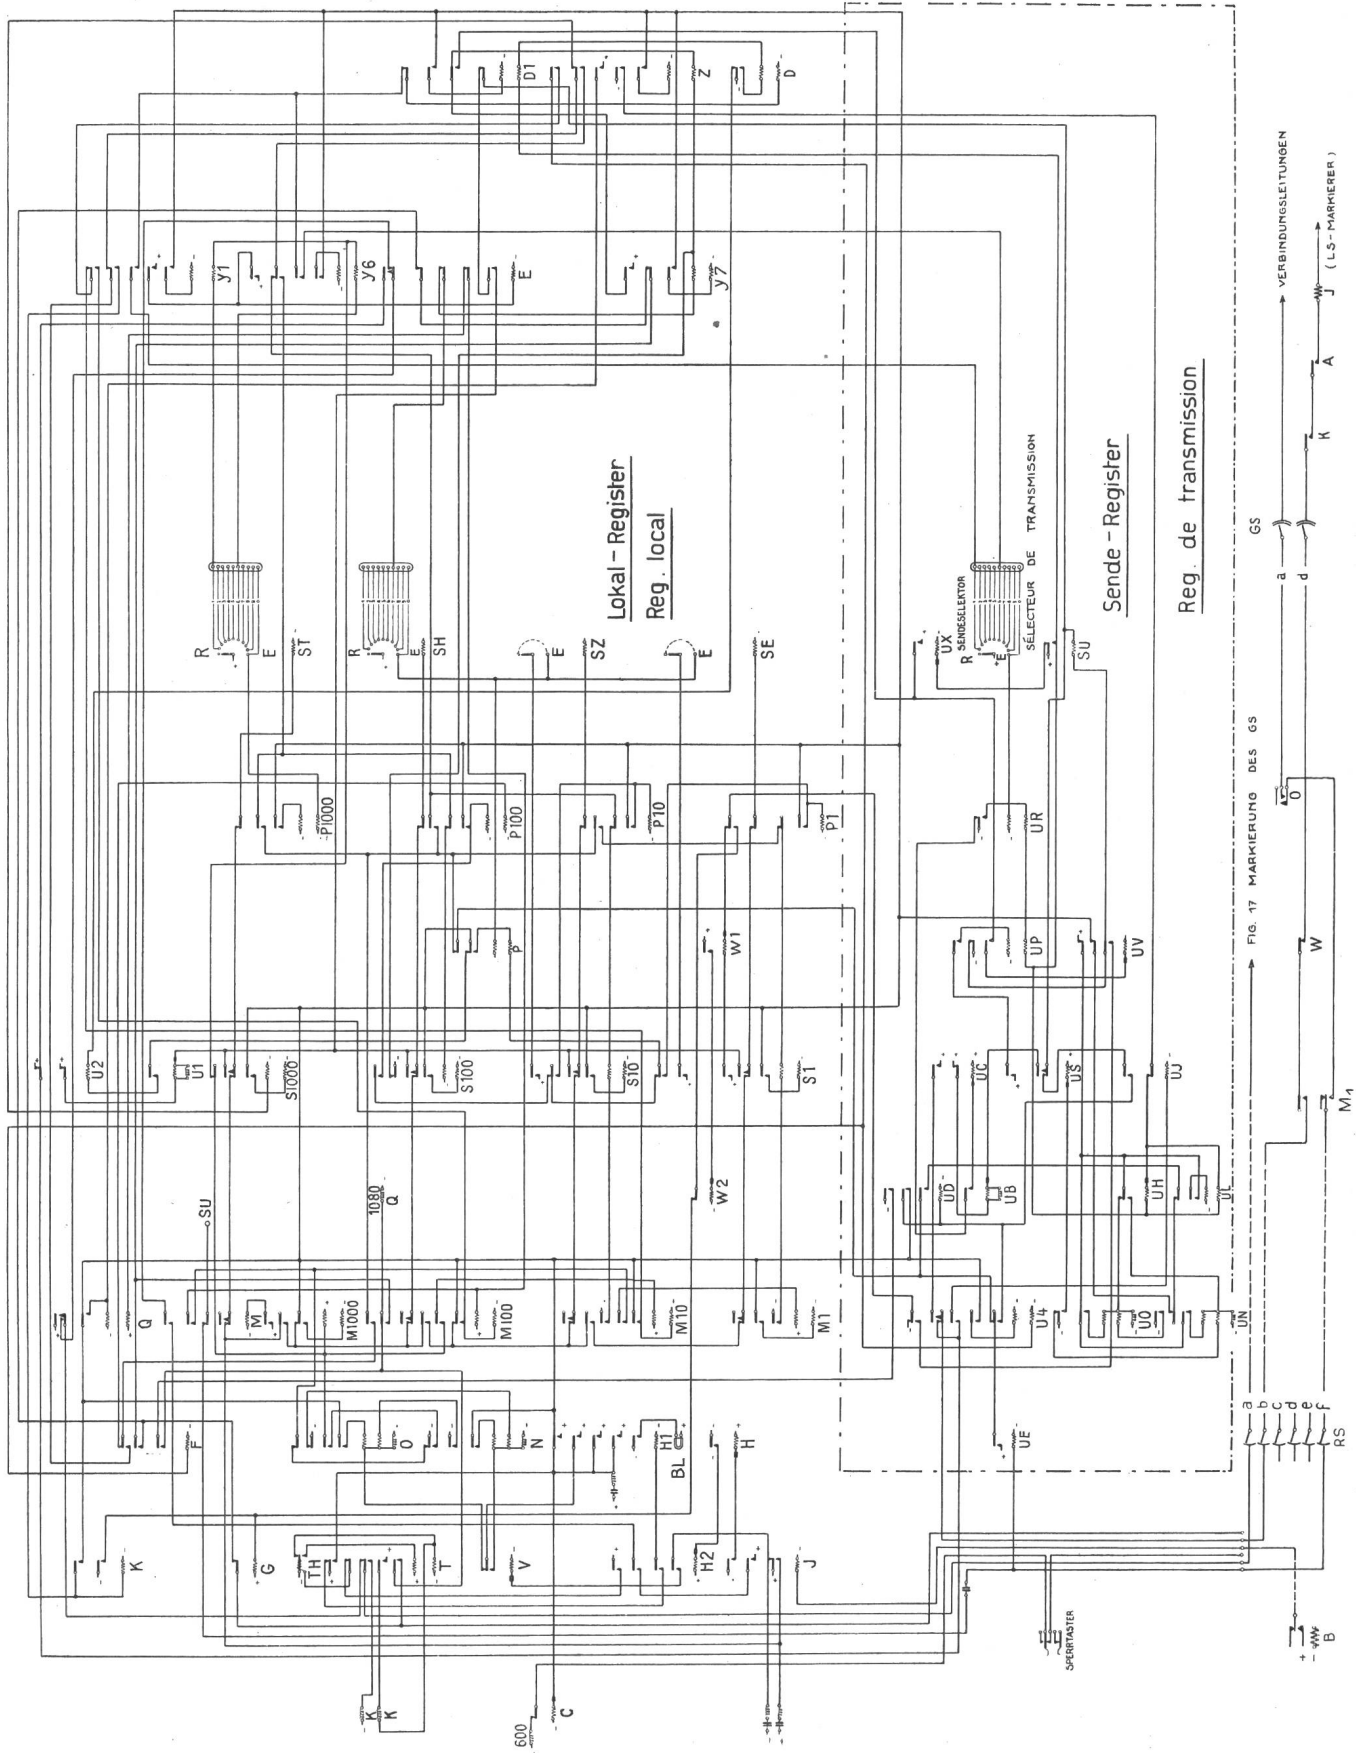 D1
Z
D
y1
y6
E
y7
VERBINDUNGSLEITUNGEN
J (LS-MARKIERER)
A
K
GS
a
d
Lokal-Register
Reg. local
Sende-Register
Reg. de transmission
R
E
ST
R
E
SH
E
SZ
E
SE
UX
SENDESELEKTOR
R
E
SÉLECTEUR DE TRANSMISSION
SU
P1000
P100
P10
P1
UR
FIG. 17 MARKIERUNG DES GS
O
P
W1
UP
UV
W
U2
U1
S1000
S100
S10
S1
UC
US
UJ
M1
SU
1080
Q
W2
UD
UB
UH
UL
Q
M
M1000
M100
M10
M1
U4
UO
UN
F
O
N
H1
BL
H
UE
a
b
c
d
e
f
RS
K
G
TH
T
V
H2
J
K
K
600
C
SPERRTASTER
B